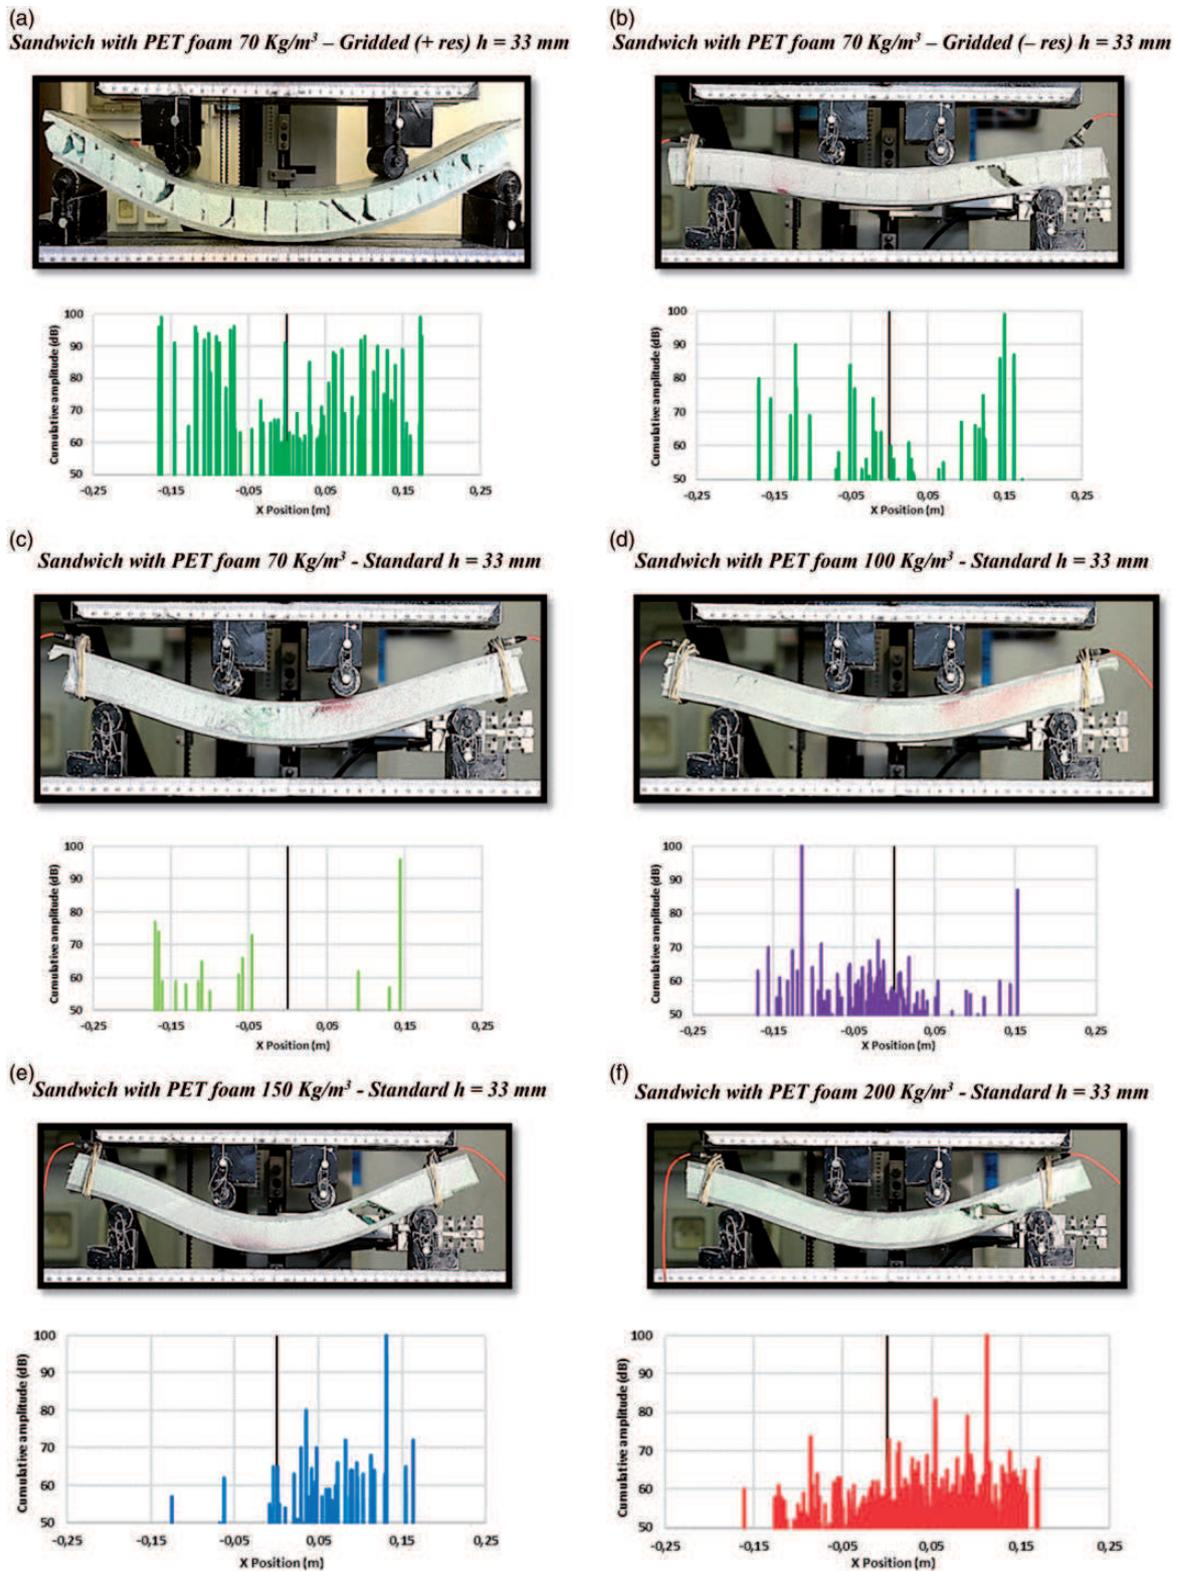 (a)
Sandwich with PET foam 70 Kg/m³ – Gridded (+ res) h = 33 mm
(b)
Sandwich with PET foam 70 Kg/m³ – Gridded (– res) h = 33 mm
100
90
80
70
60
50
Cumulative amplitude (dB)
-0,25 -0,15 -0,05 0,05 0,15 0,25
X Position (m)
100
90
80
70
60
50
Cumulative amplitude (dB)
-0,25 -0,15 -0,05 0,05 0,15 0,25
X Position (m)
(c)
Sandwich with PET foam 70 Kg/m³ - Standard h = 33 mm
(d)
Sandwich with PET foam 100 Kg/m³ - Standard h = 33 mm
100
90
80
70
60
50
Cumulative amplitude (dB)
-0,25 -0,15 -0,05 0,05 0,15 0,25
X Position (m)
100
90
80
70
60
50
Cumulative amplitude (dB)
-0,25 -0,15 -0,05 0,05 0,15 0,25
X Position (m)
(e)
Sandwich with PET foam 150 Kg/m³ - Standard h = 33 mm
(f)
Sandwich with PET foam 200 Kg/m³ - Standard h = 33 mm
100
90
80
70
60
50
Cumulative amplitude (dB)
-0,25 -0,15 -0,05 0,05 0,15 0,25
X Position (m)
100
90
80
70
60
50
Cumulative amplitude (dB)
-0,25 -0,15 -0,05 0,05 0,15 0,25
X Position (m)